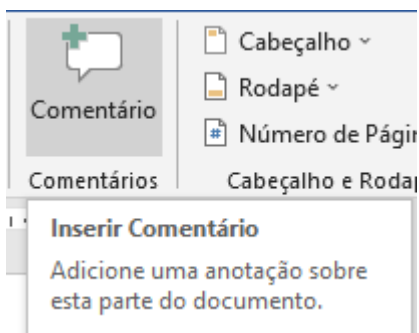 Comentário
Cabeçalho
Rodapé
Número de Págin
Comentários
Cabeçalho e Rodap
Inserir Comentário
Adicione uma anotação sobre
esta parte do documento.